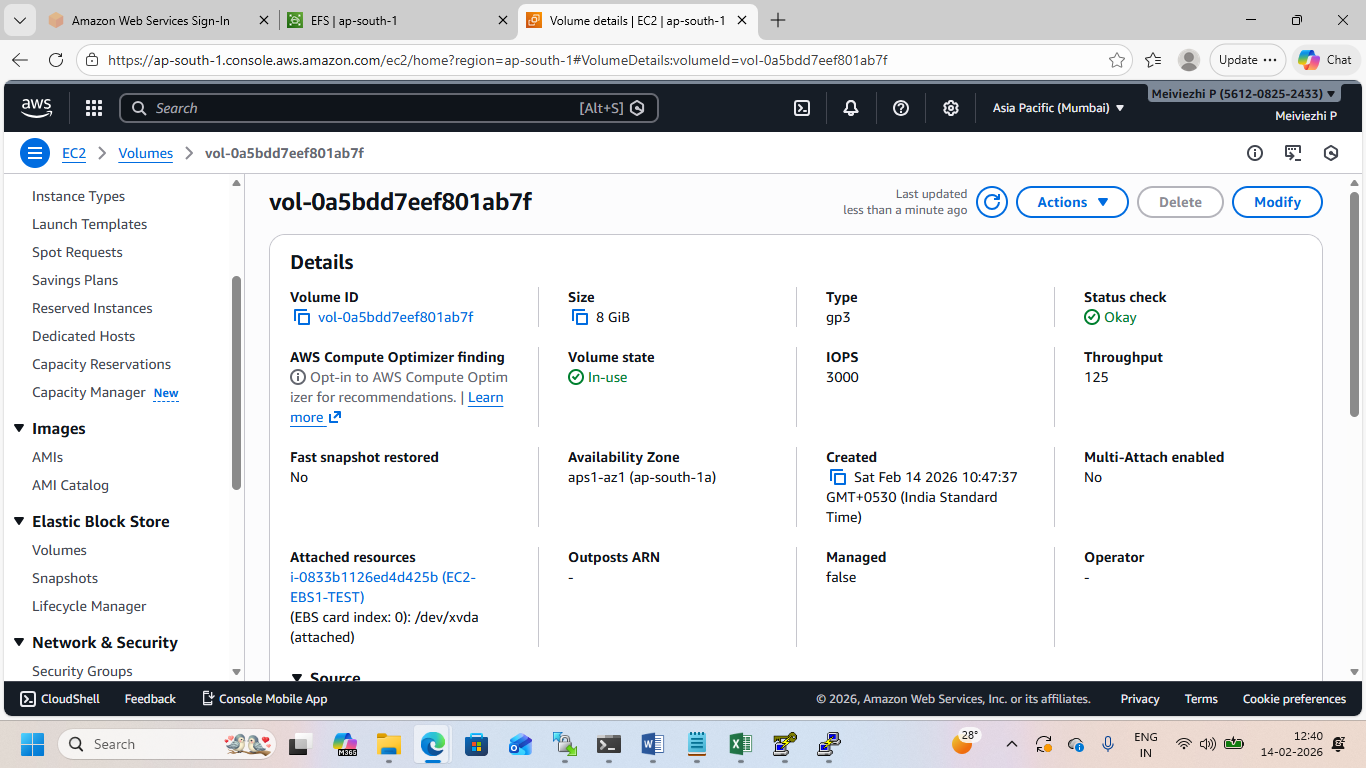 Amazon Web Services Sign-In
EFS | ap-south-1
Volume details | EC2 | ap-south-1
https://ap-south-1.console.aws.amazon.com/ec2/home?region=ap-south-1#VolumeDetails:volumeId=vol-0a5bdd7eef801ab7f
Update
Chat
aws
Search
[Alt+S]
Asia Pacific (Mumbai)
Meiviezhi P (5612-0825-2433)
Meiviezhi P
EC2
Volumes
vol-0a5bdd7eef801ab7f
Instance Types
Launch Templates
Spot Requests
Savings Plans
Reserved Instances
Dedicated Hosts
Capacity Reservations
Capacity Manager New
Images
AMIs
AMI Catalog
Elastic Block Store
Volumes
Snapshots
Lifecycle Manager
Network & Security
Security Groups
vol-0a5bdd7eef801ab7f
Last updated
less than a minute ago
Actions
Delete
Modify
Details
Volume ID
vol-0a5bdd7eef801ab7f
Size
8 GiB
Type
gp3
Status check
Okay
AWS Compute Optimizer finding
Opt-in to AWS Compute Optim
izer for recommendations. | Learn
more
Volume state
In-use
IOPS
3000
Throughput
125
Fast snapshot restored
No
Availability Zone
aps1-az1 (ap-south-1a)
Created
Sat Feb 14 2026 10:47:37
GMT+0530 (India Standard
Time)
Multi-Attach enabled
No
Attached resources
i-0833b1126ed4d425b (EC2-
EBS1-TEST)
(EBS card index: 0): /dev/xvda
(attached)
Outposts ARN
-
Managed
false
Operator
-
Source
CloudShell
Feedback
Console Mobile App
© 2026, Amazon Web Services, Inc. or its affiliates.
Privacy
Terms
Cookie preferences
Search
M365
28°
ENG
IN
12:40
14-02-2026